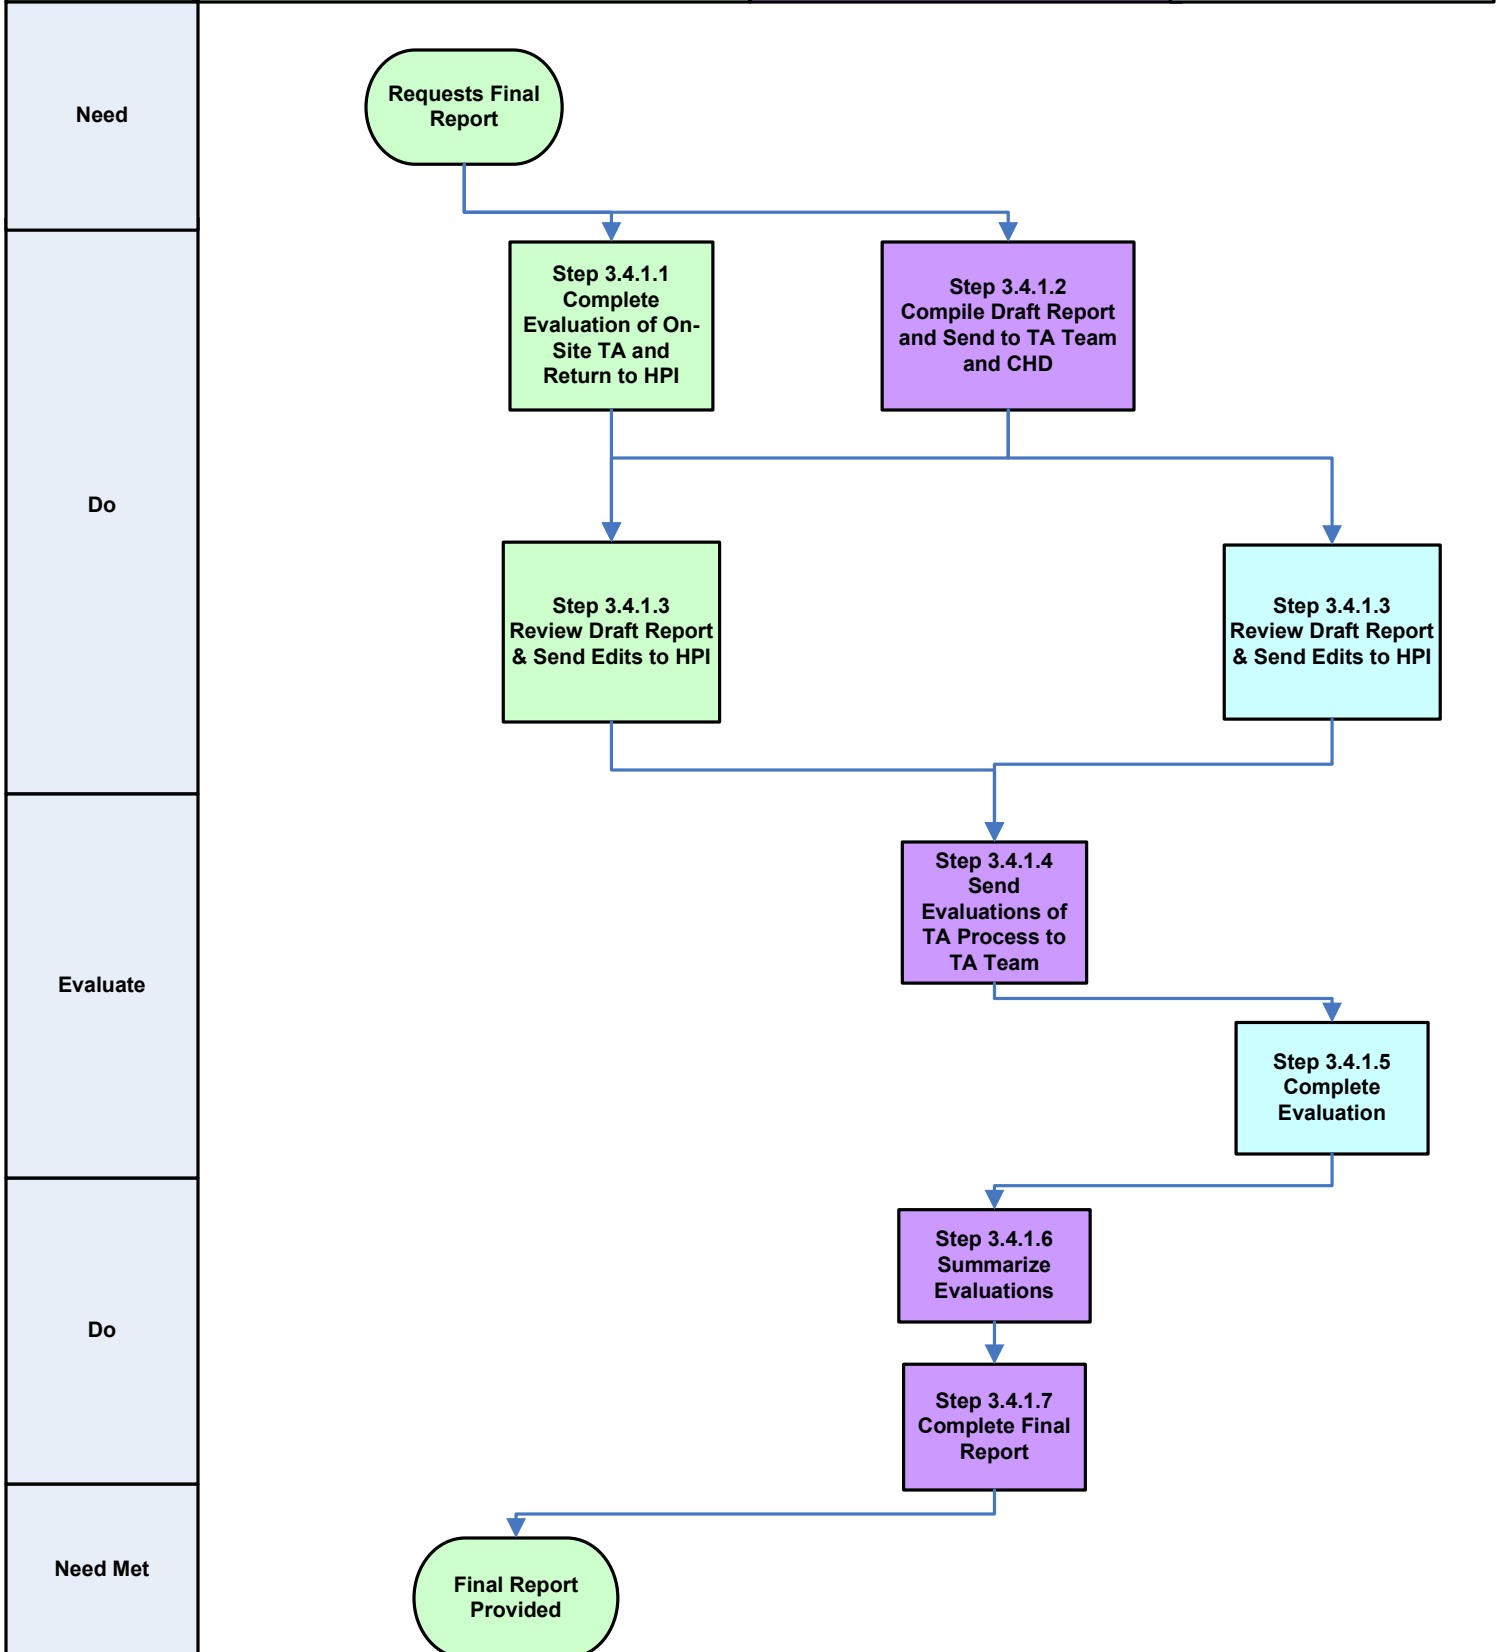 Need
Requests Final
Report
Do
Step 3.4.1.1
Complete
Evaluation of On-
Site TA and
Return to HPI
Step 3.4.1.2
Compile Draft Report
and Send to TA Team
and CHD
Step 3.4.1.3
Review Draft Report
& Send Edits to HPI
Step 3.4.1.3
Review Draft Report
& Send Edits to HPI
Evaluate
Step 3.4.1.4
Send
Evaluations of
TA Process to
TA Team
Step 3.4.1.5
Complete
Evaluation
Do
Step 3.4.1.6
Summarize
Evaluations
Step 3.4.1.7
Complete Final
Report
Need Met
Final Report
Provided